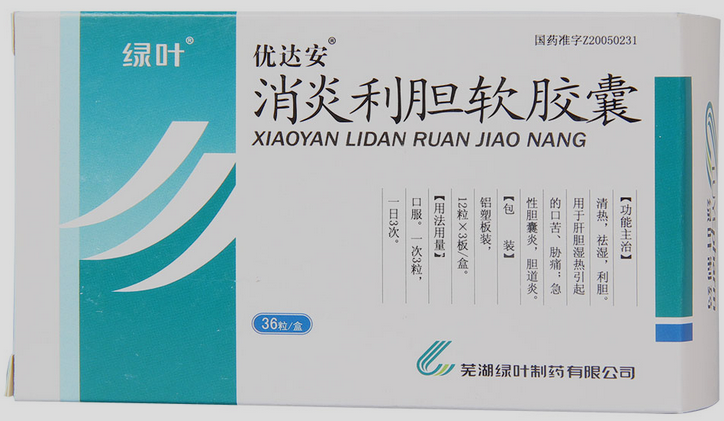 绿叶®
优达安®
国药准字Z20050231
消炎利胆软胶囊
XIAOYAN LIDAN RUAN JIAO NANG
【功能主治】
清热，祛湿，利胆。
用于肝胆湿热引起
的口苦、胁痛；急
性胆囊炎，胆道炎。
【包 装】
铝塑板装，
12粒×3板/盒。
【用法用量】
口服。一次3粒，
一日3次。
36粒/盒
芜湖绿叶制药有限公司